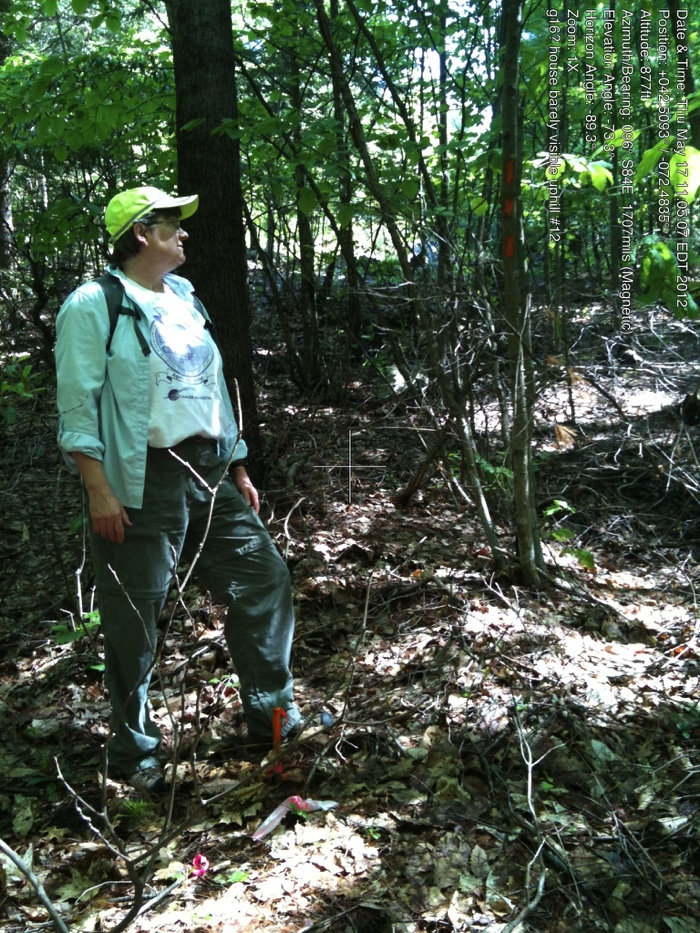 Date & Time: Thu May 17 11:05:07 EDT 2012
Position: +042.5093° / -072.4835°
Altitude: 877ft
Azimuth/Bearing: 096° S84E 1707mils (Magnetic)
Elevation Angle: -73.3°
Horizon Angle: -89.3°
Zoom: 1X
g16? house barely visible uphill #12